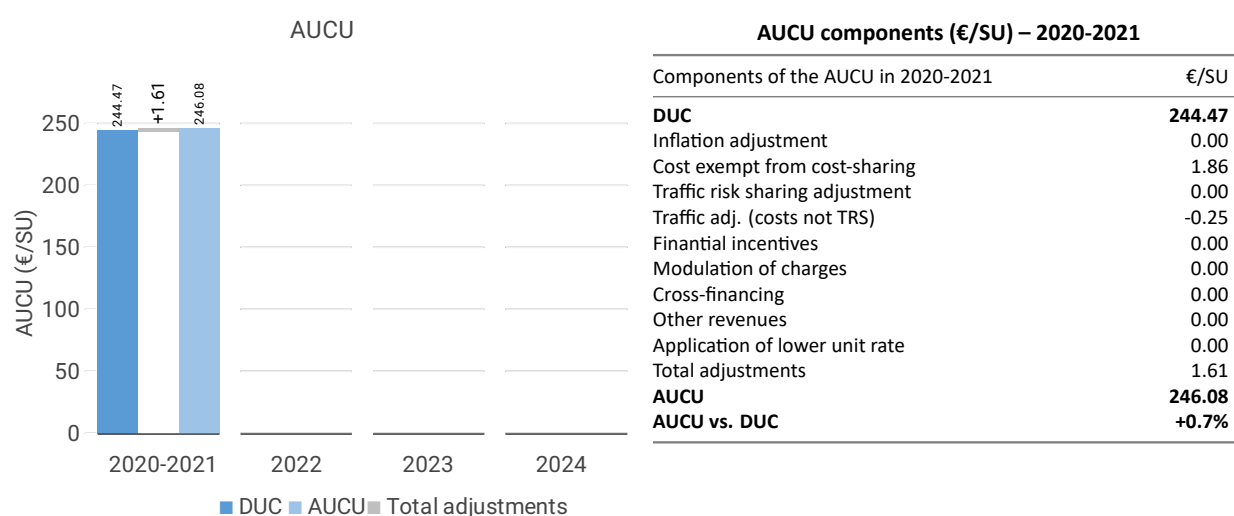 AUCU
244.47
+1.61
246.08
250
200
150
100
50
0
AUCU (€/SU)
2020-2021
2022
2023
2024
DUC AUCU Total adjustments
AUCU components (€/SU) – 2020-2021
Components of the AUCU in 2020-2021 €/SU
DUC 244.47
Inflation adjustment 0.00
Cost exempt from cost-sharing 1.86
Traffic risk sharing adjustment 0.00
Traffic adj. (costs not TRS) -0.25
Finantial incentives 0.00
Modulation of charges 0.00
Cross-financing 0.00
Other revenues 0.00
Application of lower unit rate 0.00
Total adjustments 1.61
AUCU 246.08
AUCU vs. DUC +0.7%